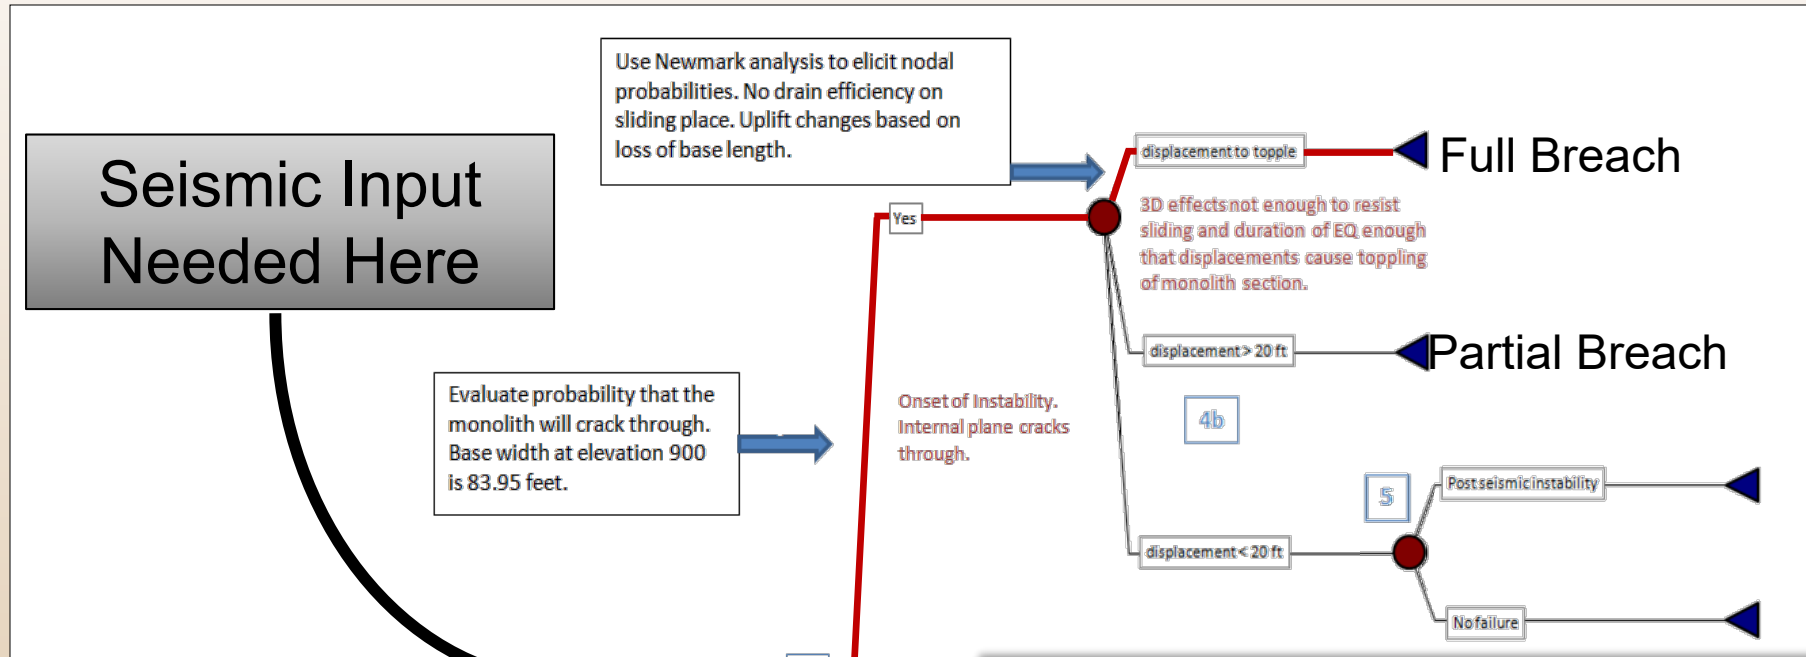 Use Newmark analysis to elicit nodal
probabilities. No drain efficiency on
sliding place. Uplift changes based on
loss of base length.
Seismic Input
Needed Here
displacement to topple
Full Breach
Yes
3D effects not enough to resist
sliding and duration of EQ enough
that displacements cause toppling
of monolith section.
displacement > 20 ft
Partial Breach
Evaluate probability that the
monolith will crack through.
Base width at elevation 900
is 83.95 feet.
Onset of Instability.
Internal plane cracks
through.
4b
5
Post seismic instability
displacement < 20 ft
No failure